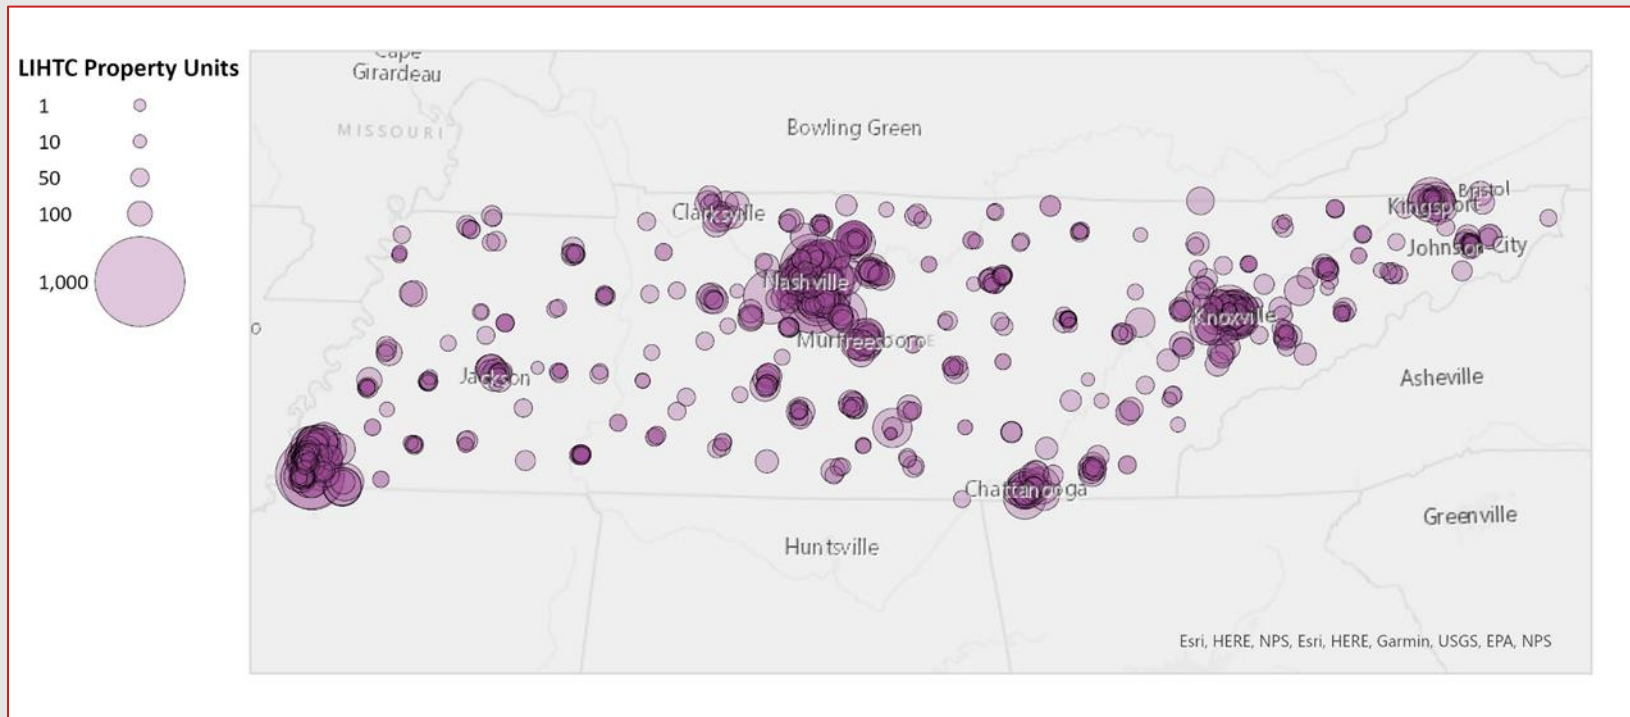 LIHTC Property Units
1
10
50
100
1,000
Cape
Girardeau
MISSOURI
Bowling Green
Clarksville
Bristol
Kingsport
Johnson City
Nashville
Knoxville
o
Murfreesboro
E
Jackson
Asheville
Chattanooga
Greenville
Huntsville
Esri, HERE, NPS, Esri, HERE, Garmin, USGS, EPA, NPS